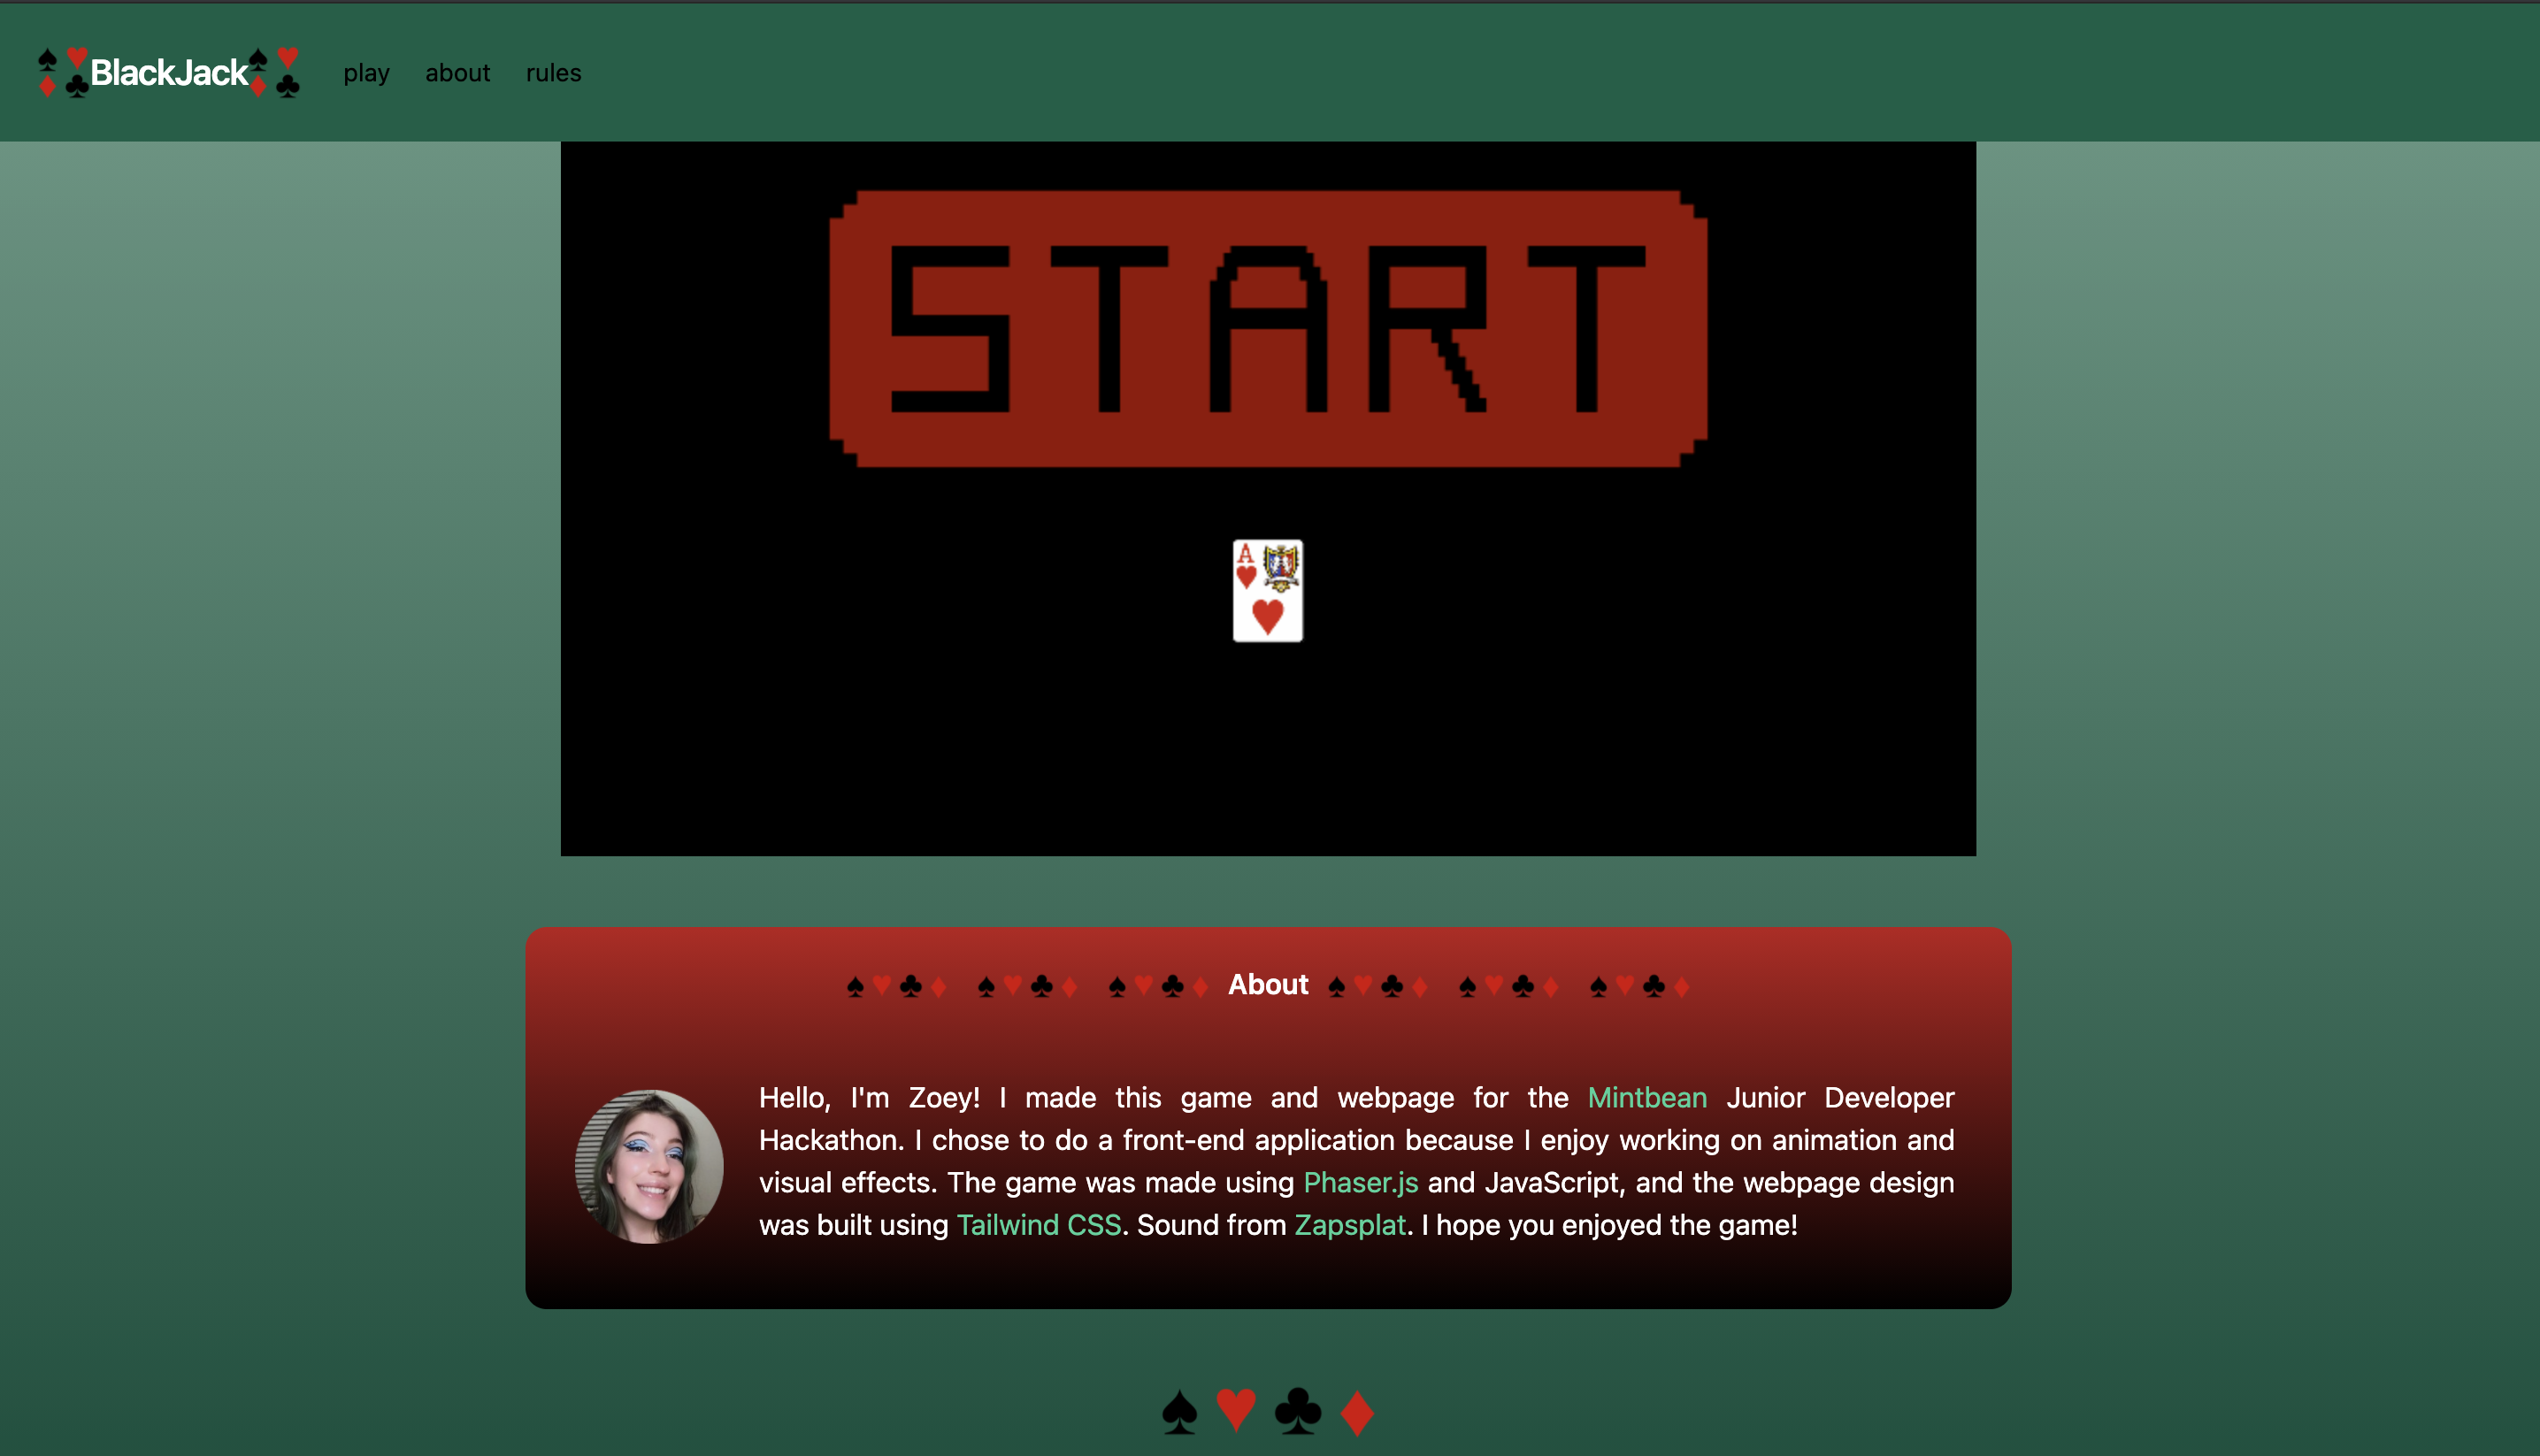 ♠ ♥ BlackJack ♠ ♥
♦ ♣ ♦ ♣
play about rules
START
A
♠♥♣♦ ♠♥♣♦ ♠♥♣♦ About ♠♥♣♦ ♠♥♣♦ ♠♥♣♦
Hello, I'm Zoey! I made this game and webpage for the Mintbean Junior Developer
Hackathon. I chose to do a front-end application because I enjoy working on animation and
visual effects. The game was made using Phaser.js and JavaScript, and the webpage design
was built using Tailwind CSS. Sound from Zapsplat. I hope you enjoyed the game!
♠ ♥ ♣ ♦